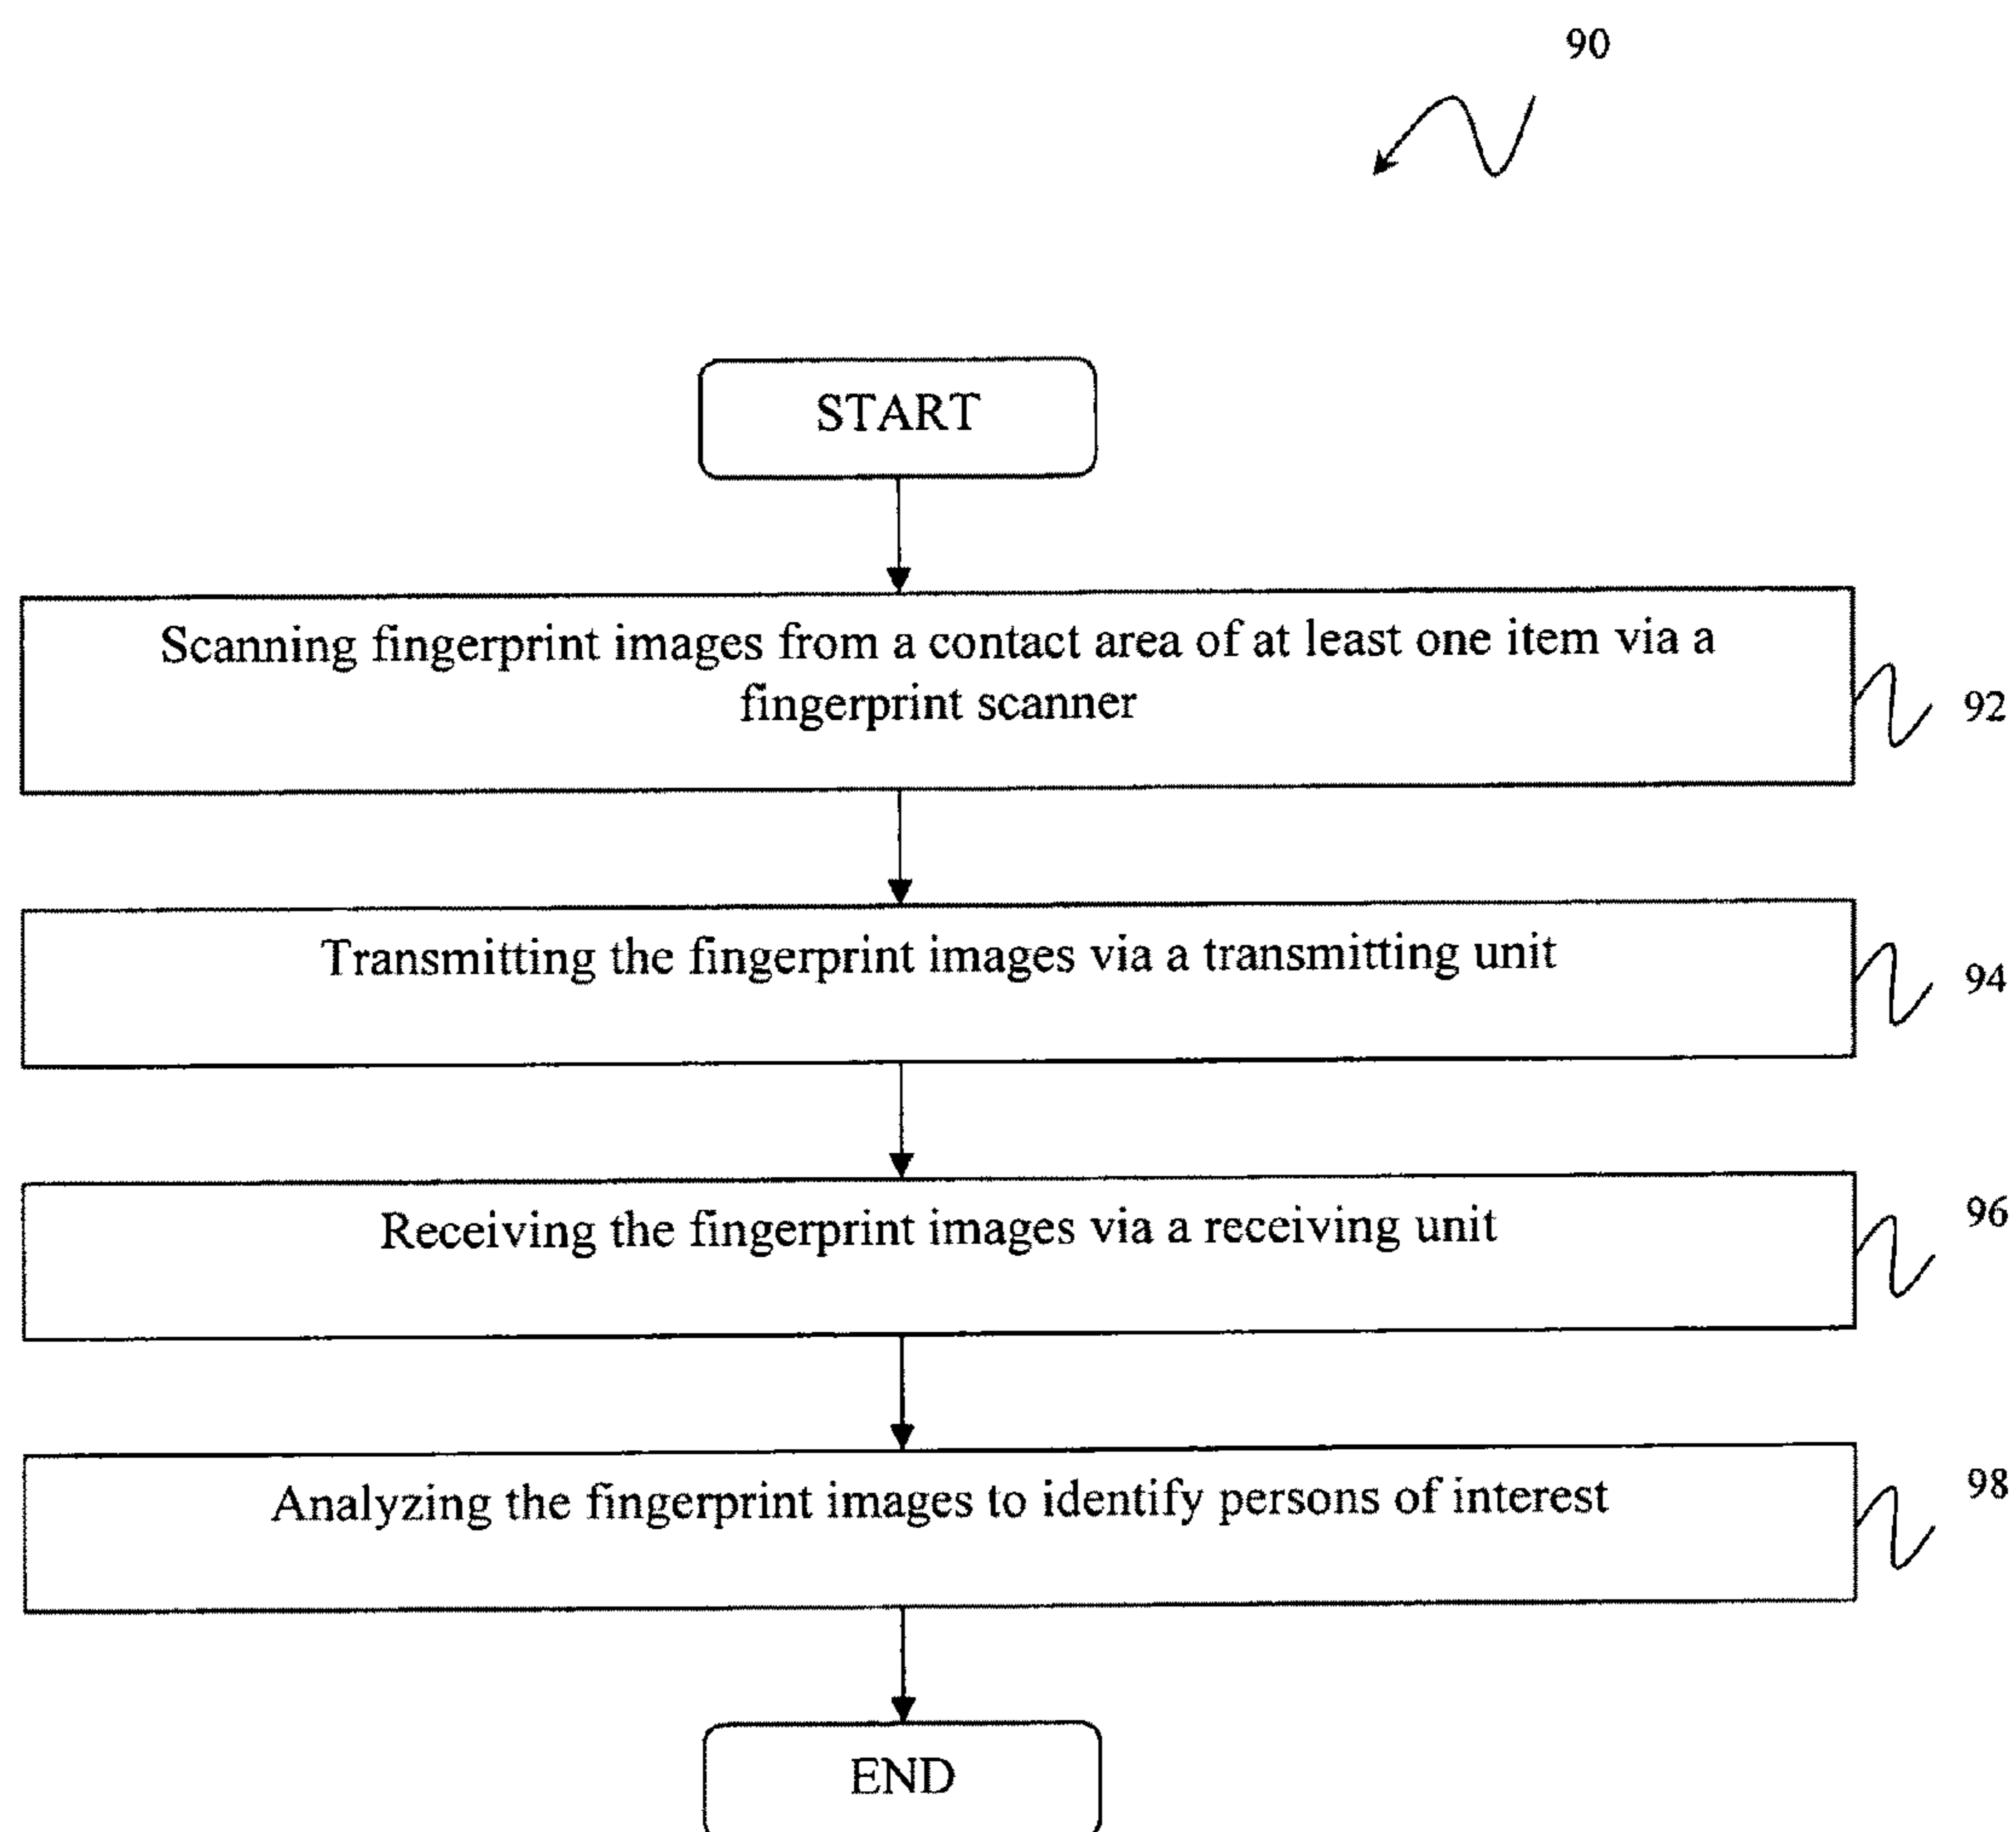 90
START
Scanning fingerprint images from a contact area of at least one item via a
fingerprint scanner
92
Transmitting the fingerprint images via a transmitting unit
94
Receiving the fingerprint images via a receiving unit
96
Analyzing the fingerprint images to identify persons of interest
98
END